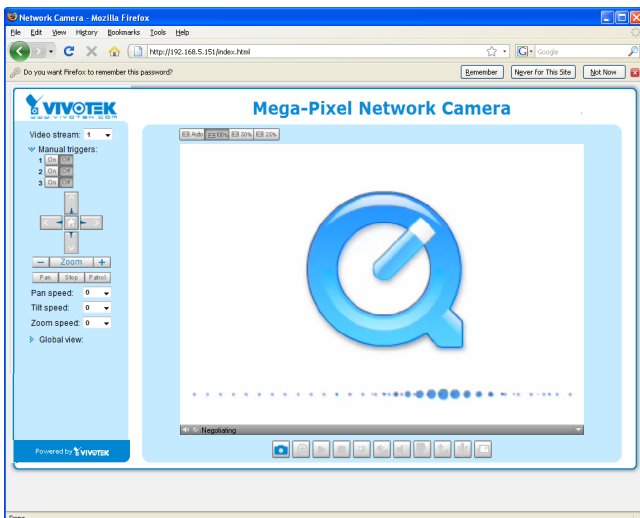 Network Camera - Mozilla Firefox
File Edit View History Bookmarks Tools Help
http://192.168.5.151/index.html
Google
Do you want Firefox to remember this password?
Remember
Never for This Site
Not Now
VIVOTEK
WWW.VIVOTEK.COM
Mega-Pixel Network Camera
Video stream: 1
Manual triggers:
1 On Off
2 On Off
3 On Off
Zoom
Pan Stop Patrol
Pan speed: 0
Tilt speed: 0
Zoom speed: 0
Global view:
Auto 100% 50% 25%
Negotiating
Powered by VIVOTEK
Done